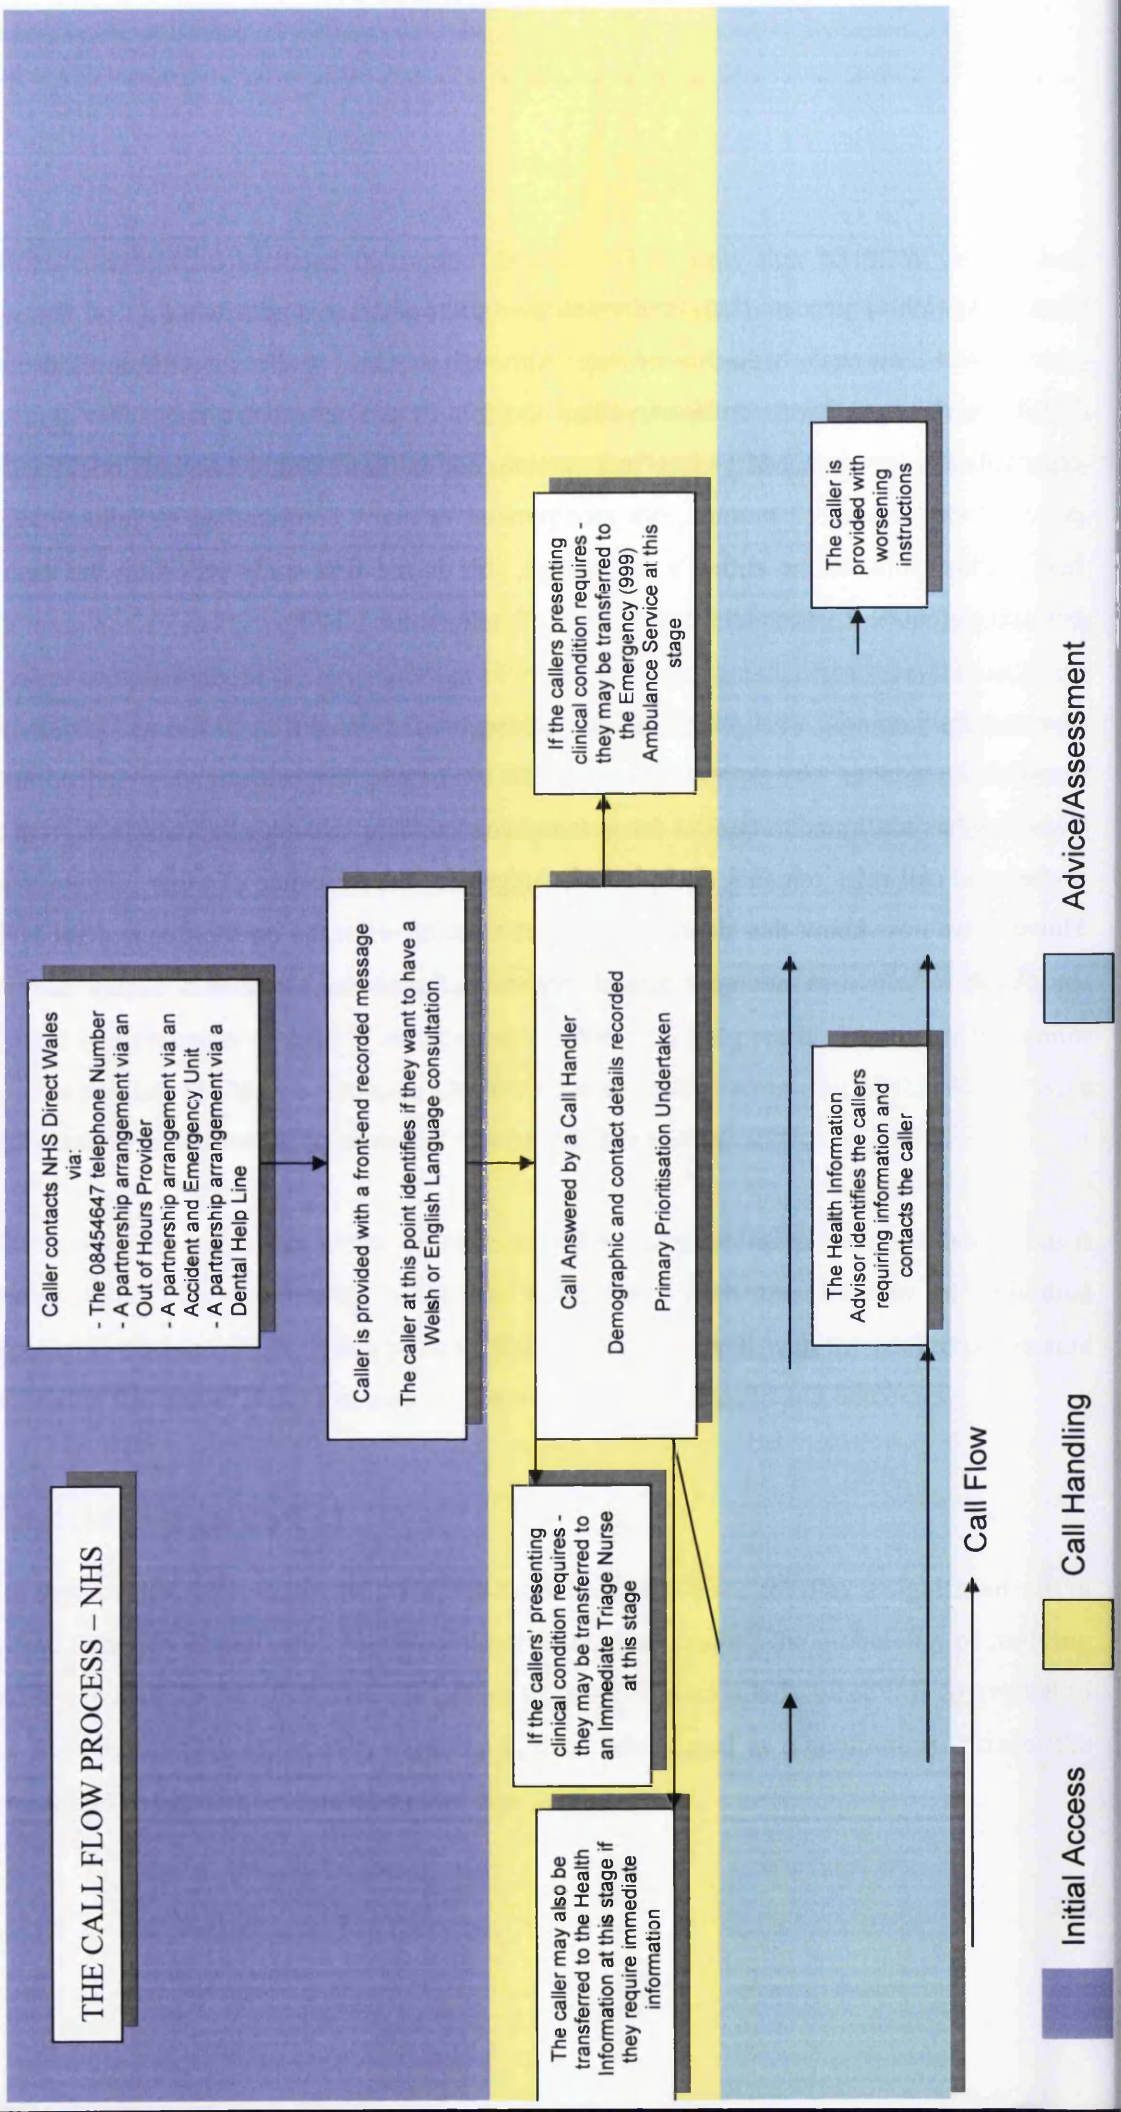 THE CALL FLOW PROCESS – NHS
Caller contacts NHS Direct Wales
via:
- The 08454647 telephone Number
- A partnership arrangement via an
Out of Hours Provider
- A partnership arrangement via an
Accident and Emergency Unit
- A partnership arrangement via a
Dental Help Line
Caller is provided with a front-end recorded message
The caller at this point identifies if they want to have a
Welsh or English Language consultation
The caller may also be
transferred to the Health
Information at this stage if
they require immediate
information
If the callers' presenting
clinical condition requires -
they may be transferred to
an Immediate Triage Nurse
at this stage
Call Answered by a Call Handler
Demographic and contact details recorded
Primary Prioritisation Undertaken
If the callers presenting
clinical condition requires -
they may be transferred to
the Emergency (999)
Ambulance Service at this
stage
The Health Information
Advisor identifies the callers
requiring information and
contacts the caller
The caller is
provided with
worsening
instructions
Call Flow
Initial Access
Call Handling
Advice/Assessment